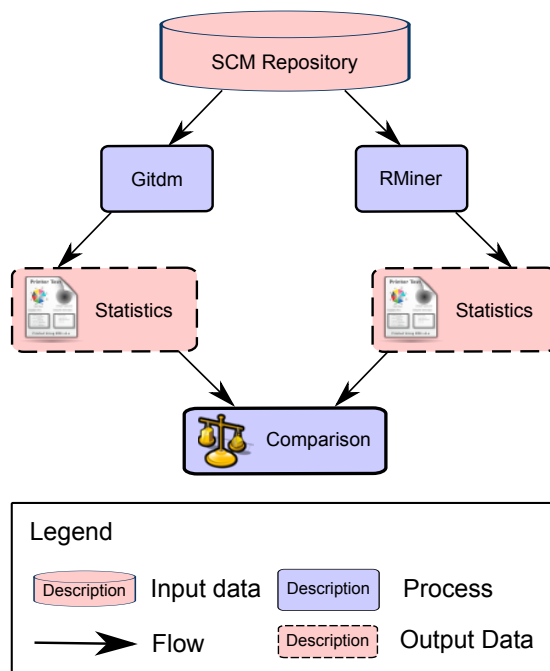 SCM Repository
Gitdm
RMiner
Statistics
Statistics
Comparison
Legend
Description
Input data
Description
Process
Flow
Description
Output Data